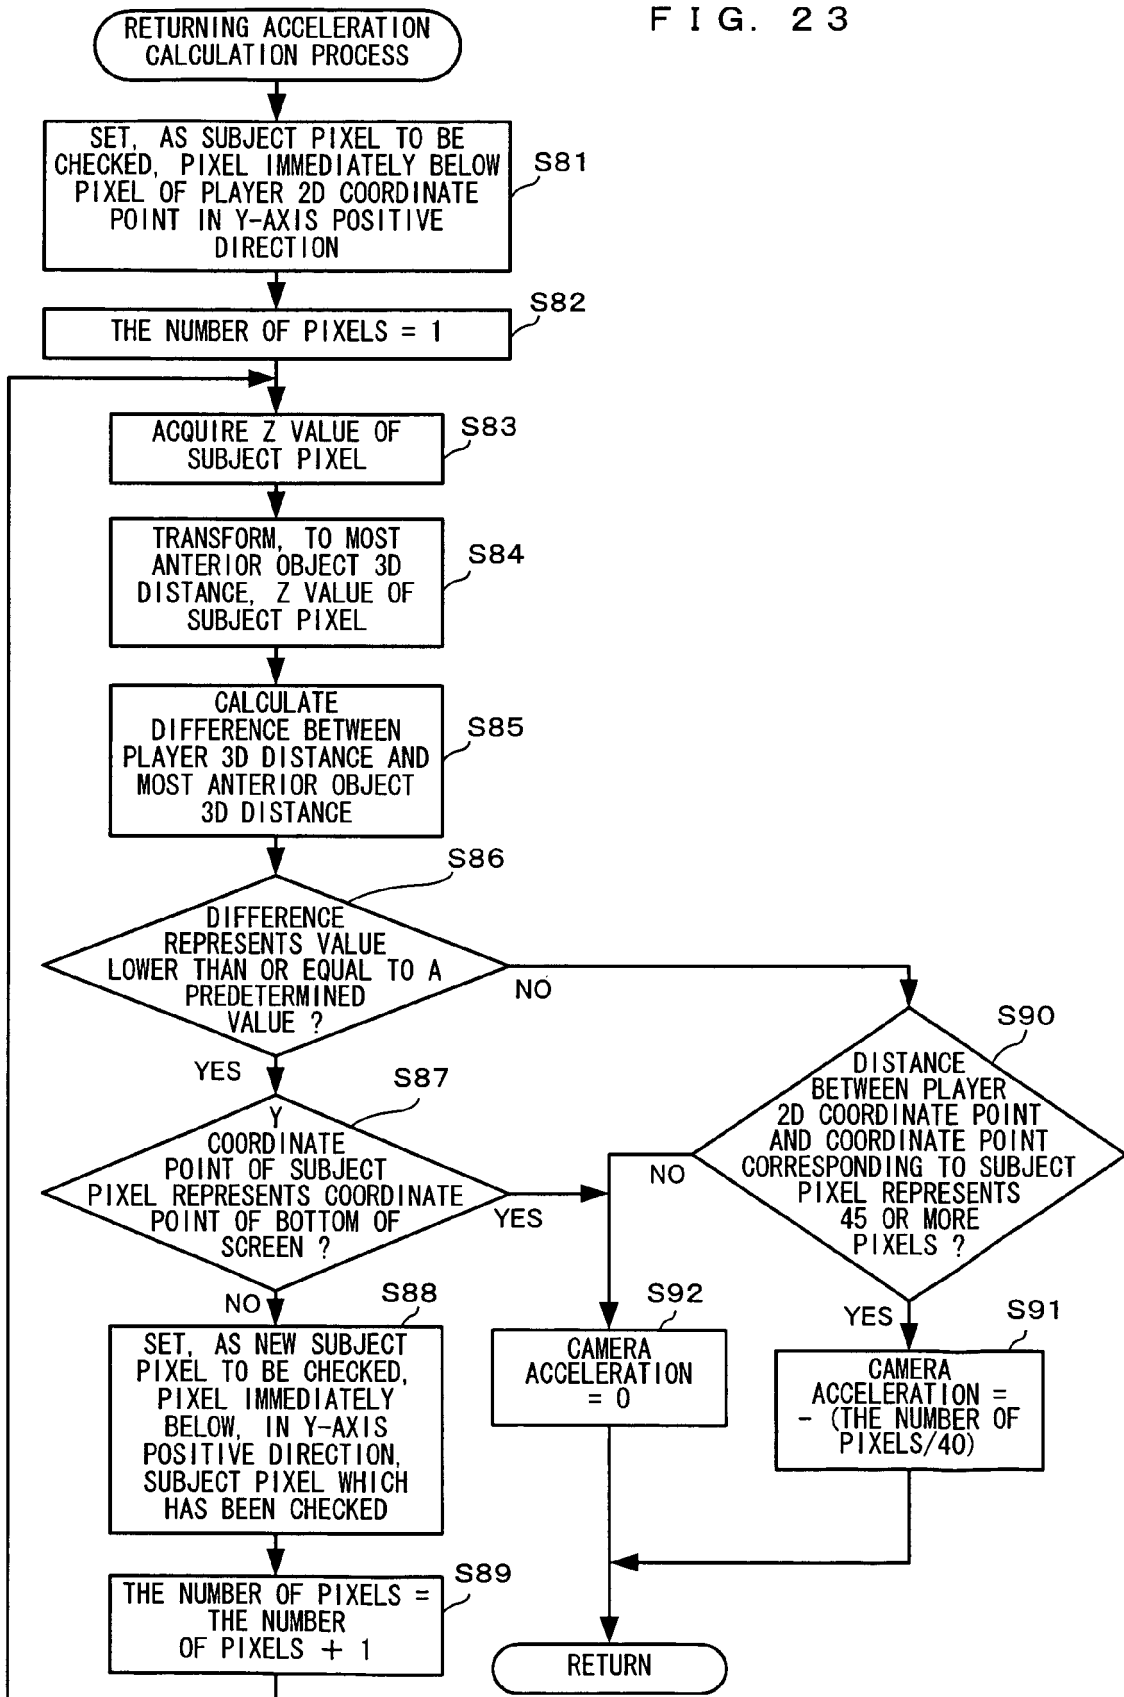 FIG. 23
RETURNING ACCELERATION
CALCULATION PROCESS
SET, AS SUBJECT PIXEL TO BE
CHECKED, PIXEL IMMEDIATELY BELOW
PIXEL OF PLAYER 2D COORDINATE
POINT IN Y-AXIS POSITIVE
DIRECTION
S81
THE NUMBER OF PIXELS = 1
S82
ACQUIRE Z VALUE OF
SUBJECT PIXEL
S83
TRANSFORM, TO MOST
ANTERIOR OBJECT 3D
DISTANCE, Z VALUE OF
SUBJECT PIXEL
S84
CALCULATE
DIFFERENCE BETWEEN
PLAYER 3D DISTANCE AND
MOST ANTERIOR OBJECT
3D DISTANCE
S85
S86
DIFFERENCE
REPRESENTS VALUE
LOWER THAN OR EQUAL TO A
PREDETERMINED
VALUE ?
NO
YES
S87
Y
COORDINATE
POINT OF SUBJECT
PIXEL REPRESENTS COORDINATE
POINT OF BOTTOM OF
SCREEN ?
YES
NO
S88
SET, AS NEW SUBJECT
PIXEL TO BE CHECKED,
PIXEL IMMEDIATELY
BELOW, IN Y-AXIS
POSITIVE DIRECTION,
SUBJECT PIXEL WHICH
HAS BEEN CHECKED
S89
THE NUMBER OF PIXELS =
THE NUMBER
OF PIXELS + 1
S90
DISTANCE
BETWEEN PLAYER
2D COORDINATE POINT
AND COORDINATE POINT
CORRESPONDING TO SUBJECT
PIXEL REPRESENTS
45 OR MORE
PIXELS ?
NO
YES
S92
CAMERA
ACCELERATION
= 0
S91
CAMERA
ACCELERATION =
- (THE NUMBER OF
PIXELS/40)
RETURN